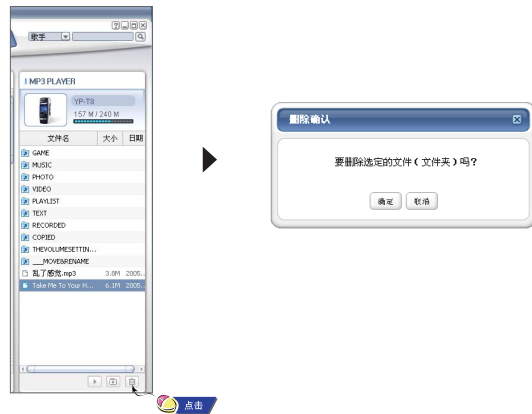 歌手
I MP3 PLAYER
YP-T8
157 M / 240 M
文件名 大小 日期
GAME
MUSIC
PHOTO
VIDEO
PLAYLIST
TEXT
RECORDED
COPIED
THEVOLUMESETTIN...
___MOVE&RENAME
乱了感觉.mp3 3.8M 2005..
Take Me To Your H... 6.1M 2005..
点击
删除确认
要删除选定的文件(文件夹)吗?
确定 取消